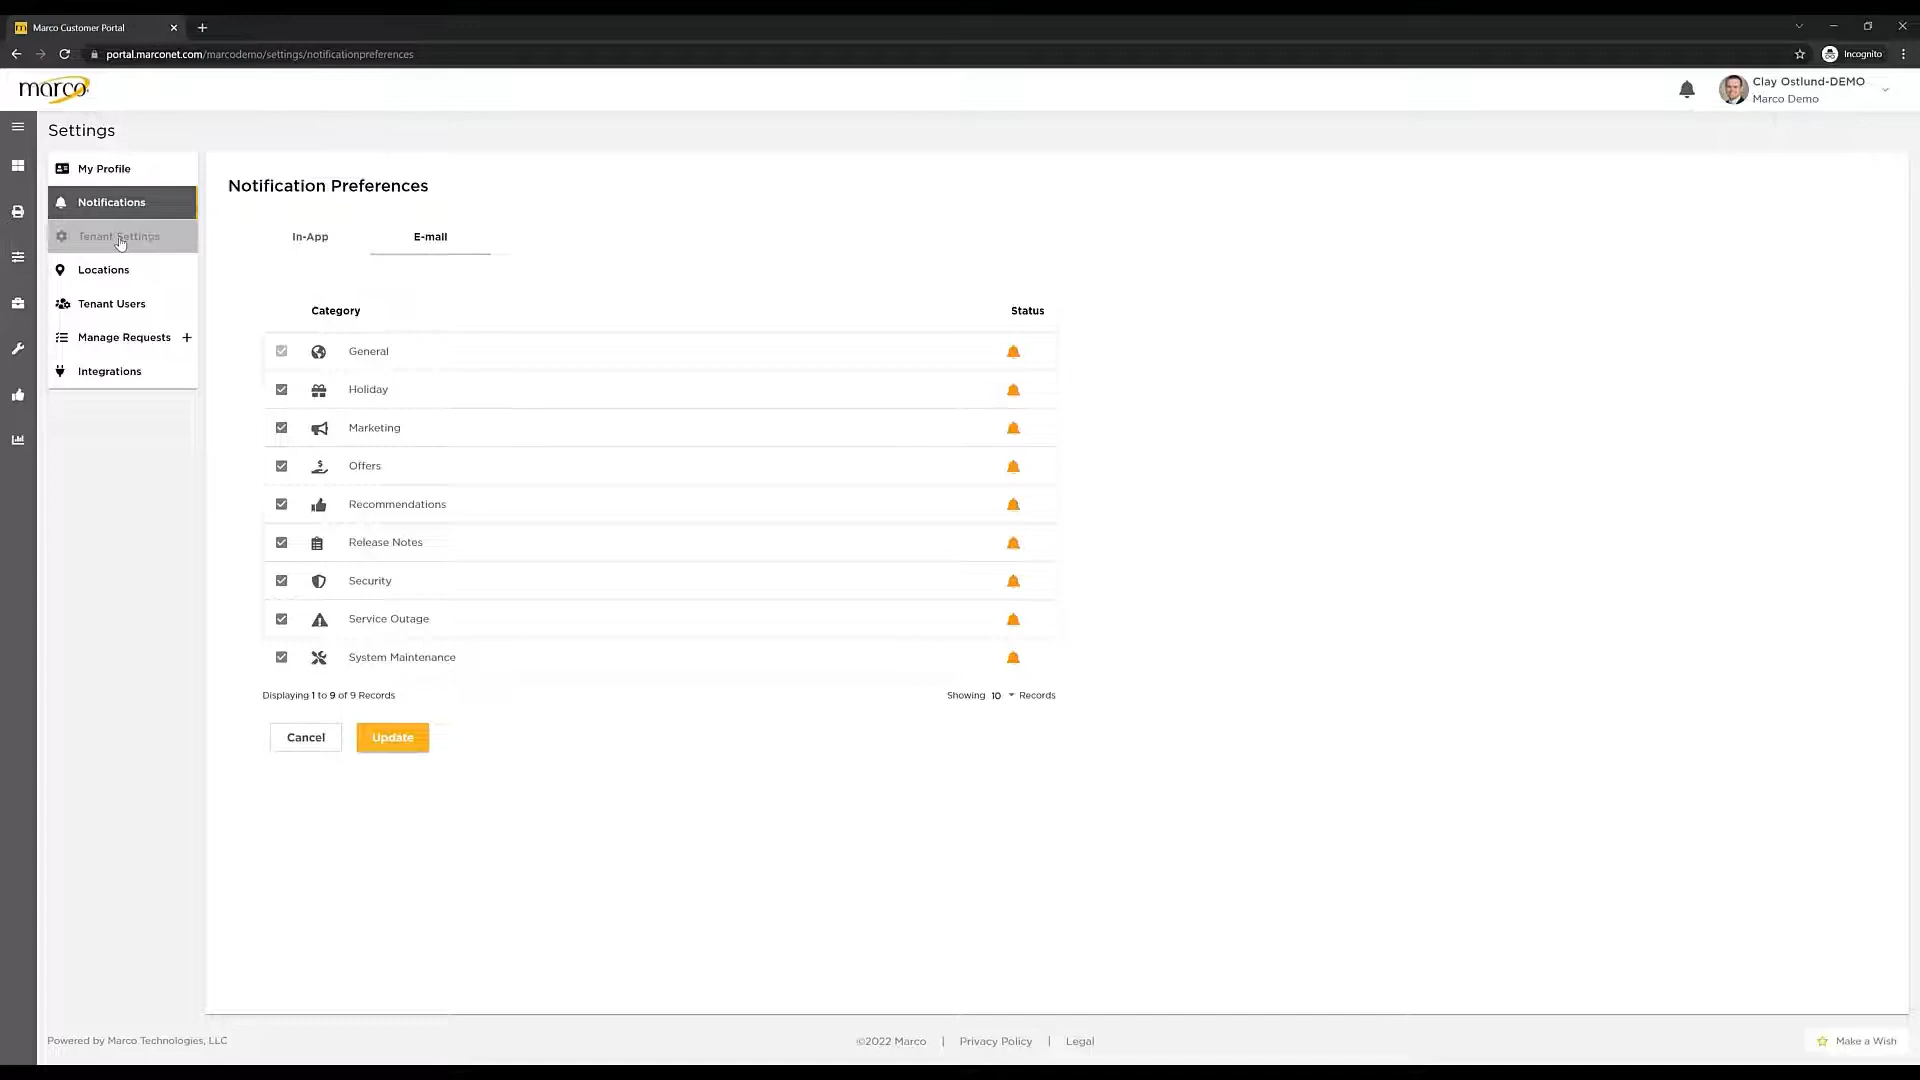 Marco Customer Portal
portal.marconet.com/marcodemo/settings/notificationpreferences
Incognito
marco
Clay Ostlund-DEMO
Marco Demo
Settings
My Profile
Notifications
Tenant Settings
Locations
Tenant Users
Manage Requests
Integrations
Notification Preferences
In-App E-mail
Category Status
General
Holiday
Marketing
Offers
Recommendations
Release Notes
Security
Service Outage
System Maintenance
Displaying 1 to 9 of 9 Records
Showing 10 Records
Cancel Update
Powered by Marco Technologies, LLC
©2022 Marco | Privacy Policy | Legal
Make a Wish